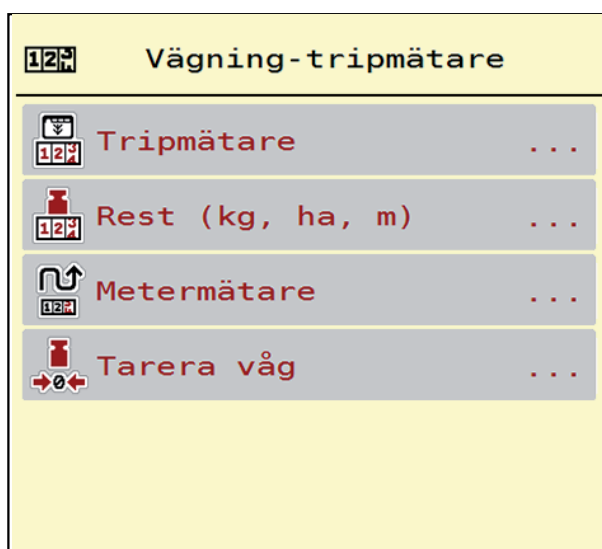 Vägning-tripmätare
Tripmätare ...
Rest (kg, ha, m) ...
Metermätare ...
Tarera våg ...